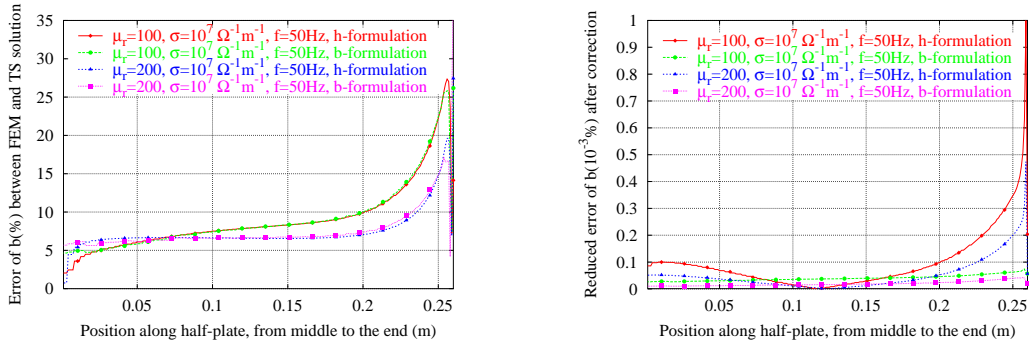 Error of b(%) between FEM and TS solution
35
30
25
20
15
10
5
0
μr=100, σ=10⁷ Ω⁻¹m⁻¹, f=50Hz, h-formulation
μr=100, σ=10⁷ Ω⁻¹m⁻¹, f=50Hz, b-formulation
μr=200, σ=10⁷ Ω⁻¹m⁻¹, f=50Hz, h-formulation
μr=200, σ=10⁷ Ω⁻¹m⁻¹, f=50Hz, b-formulation
0.05 0.1 0.15 0.2 0.25
Position along half-plate, from middle to the end (m)
Reduced error of b(10⁻³%) after correction
1
0.9
0.8
0.7
0.6
0.5
0.4
0.3
0.2
0.1
0
μr=100, σ=10⁷ Ω⁻¹m⁻¹, f=50Hz, h-formulation
μr=100, σ=10⁷ Ω⁻¹m⁻¹, f=50Hz, b-formulation
μr=200, σ=10⁷ Ω⁻¹m⁻¹, f=50Hz, h-formulation
μr=200, σ=10⁷ Ω⁻¹m⁻¹, f=50Hz, b-formulation
0.05 0.1 0.15 0.2 0.25
Position along half-plate, from middle to the end (m)